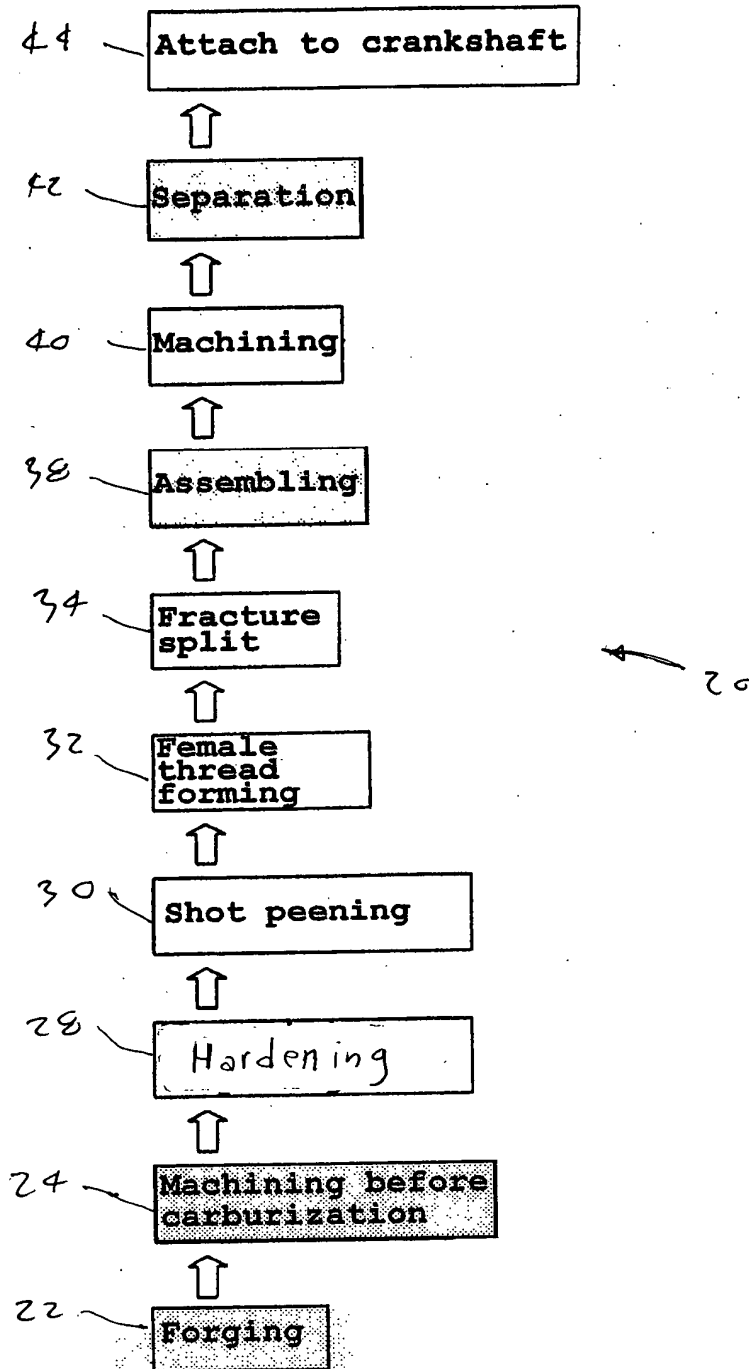 44 Attach to crankshaft
42 Separation
40 Machining
38 Assembling
34 Fracture
split
20
32 Female
thread
forming
30 Shot peening
28 Hardening
24 Machining before
carburization
22 Forging